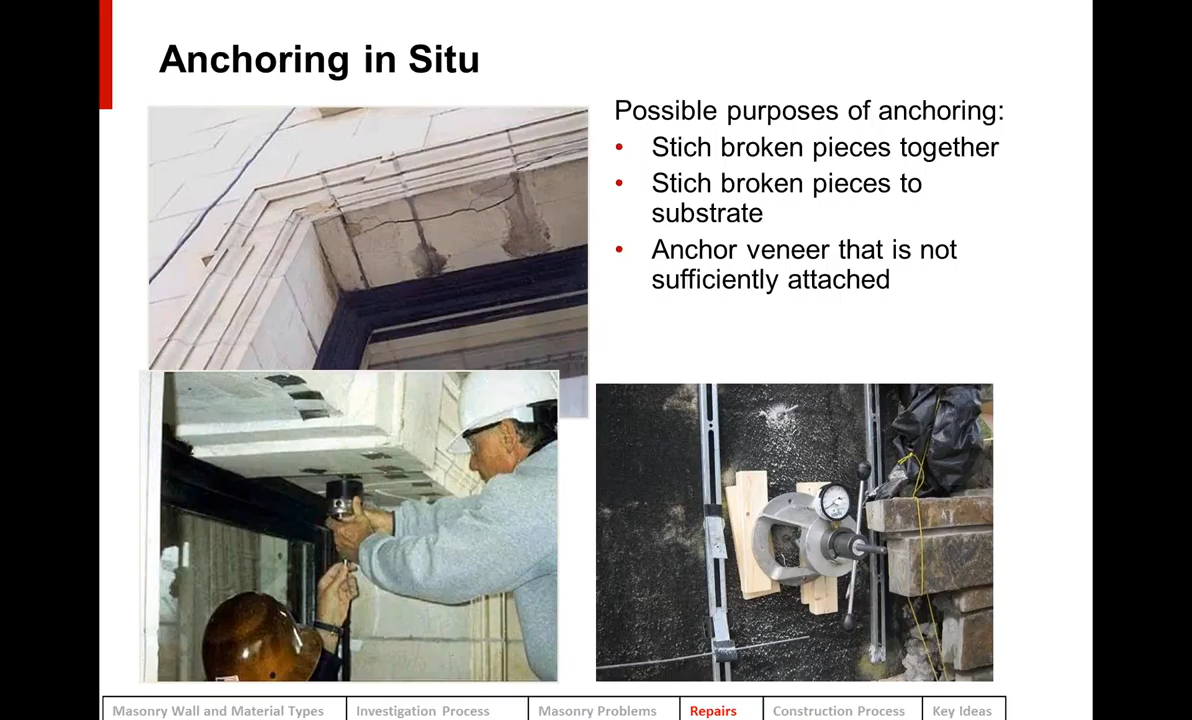 Anchoring in Situ
Possible purposes of anchoring:
• Stich broken pieces together
• Stich broken pieces to
substrate
• Anchor veneer that is not
sufficiently attached
Masonry Wall and Material Types
Investigation Process
Masonry Problems
Repairs
Construction Process
Key Ideas